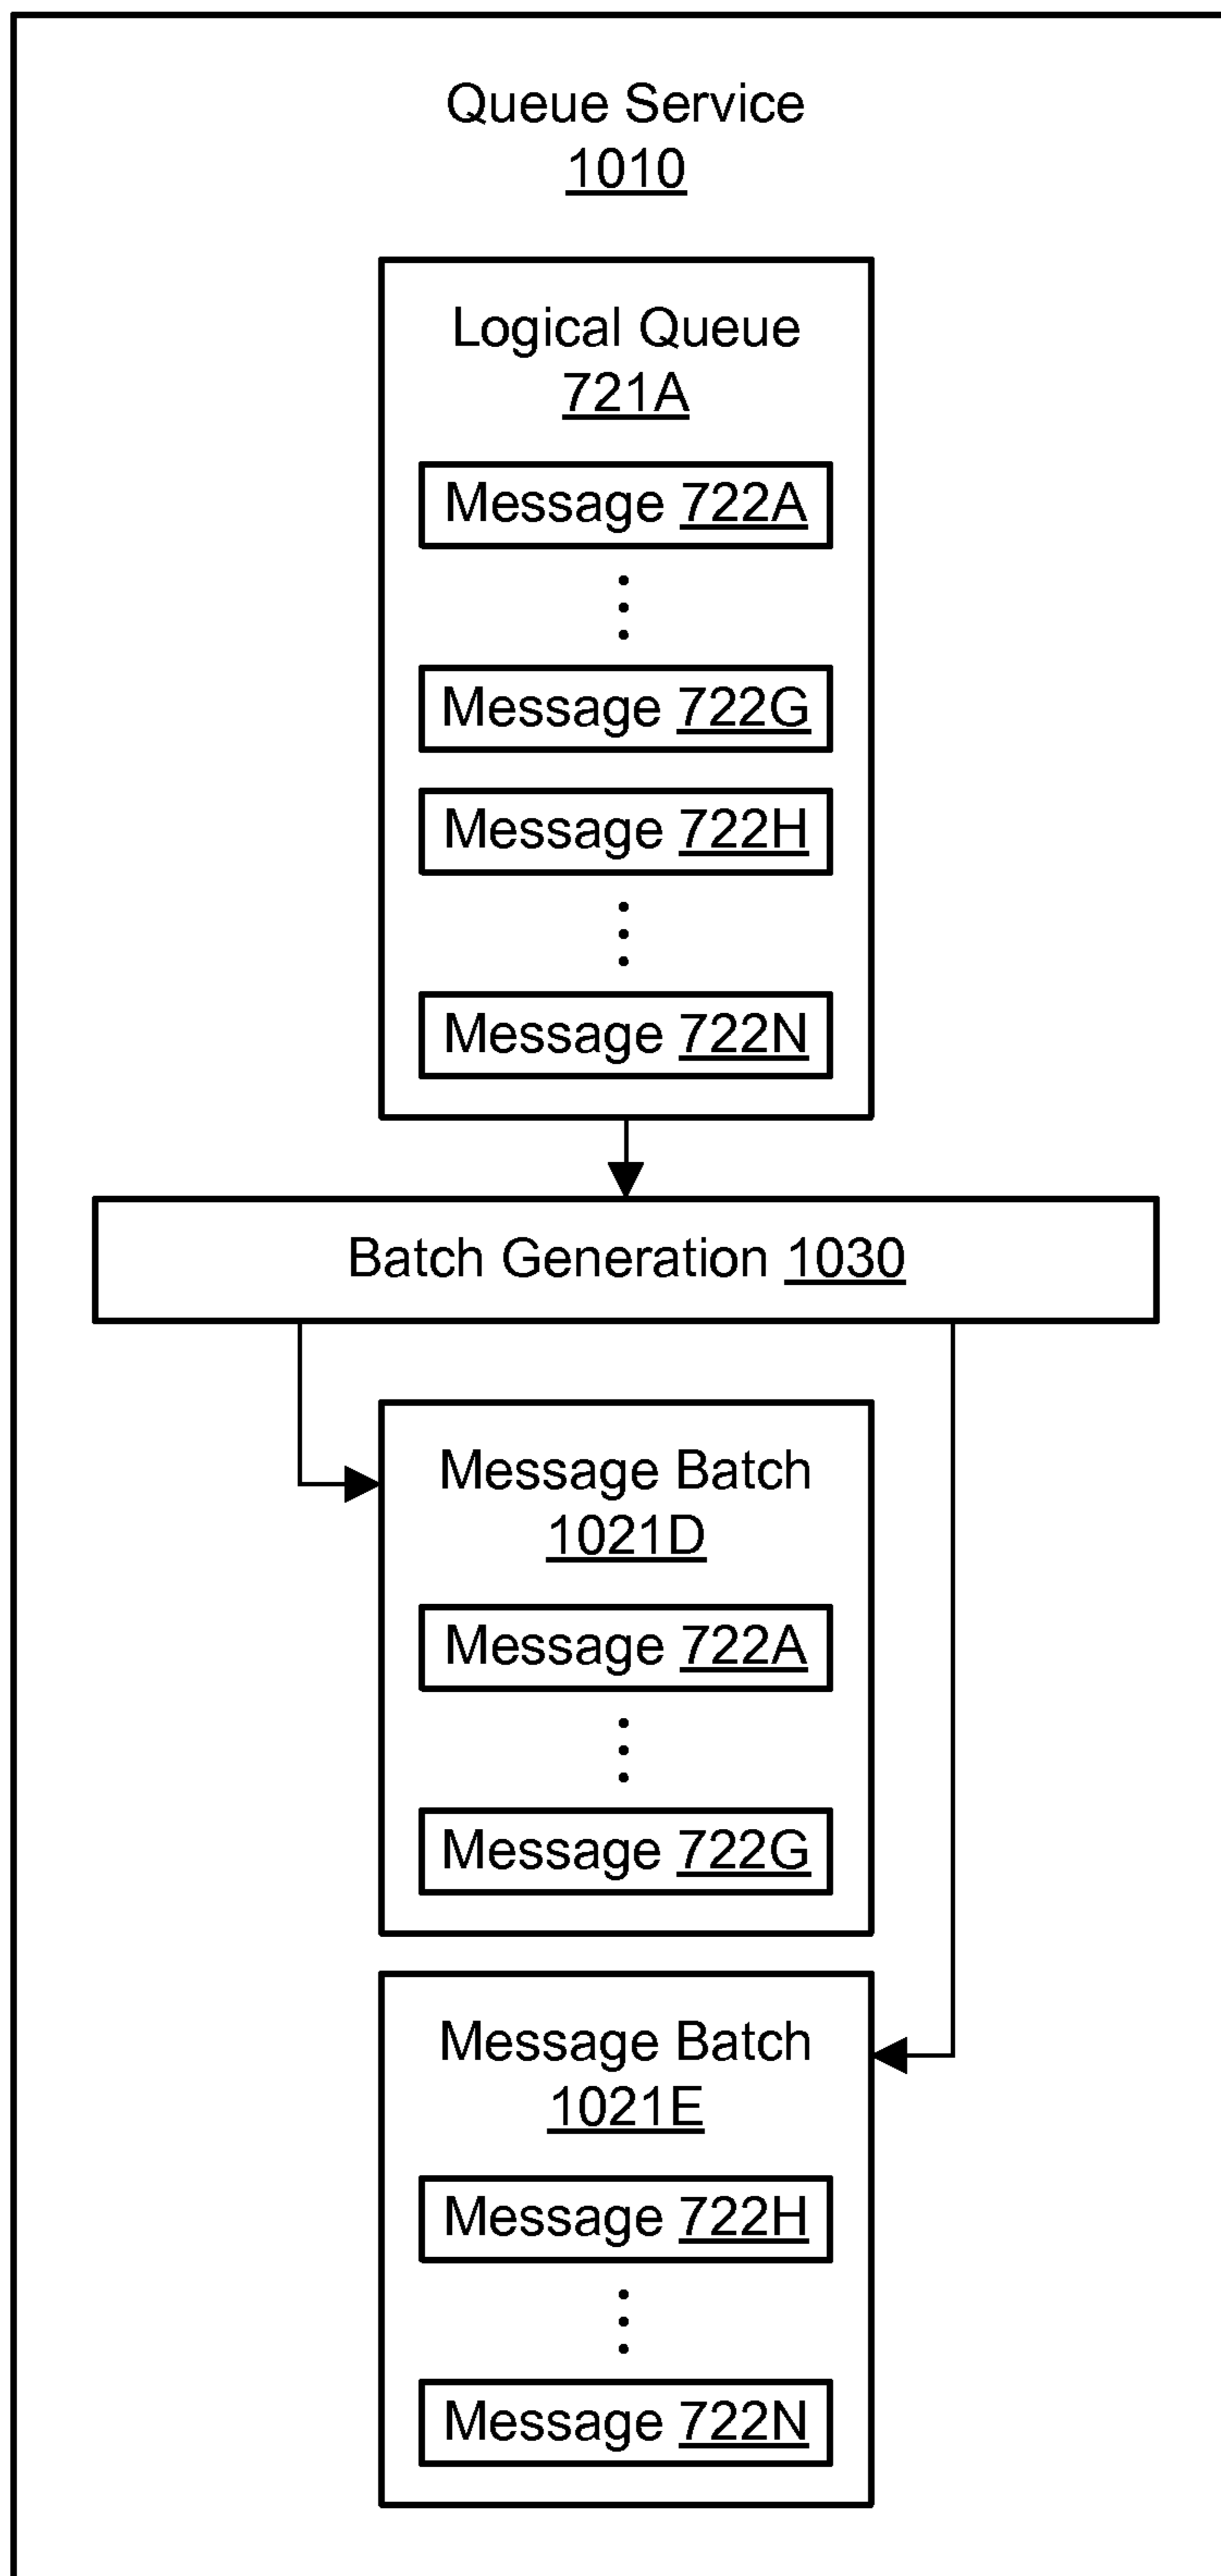 Queue Service
1010
Logical Queue
721A
Message 722A
Message 722G
Message 722H
Message 722N
Batch Generation 1030
Message Batch
1021D
Message 722A
Message 722G
Message Batch
1021E
Message 722H
Message 722N